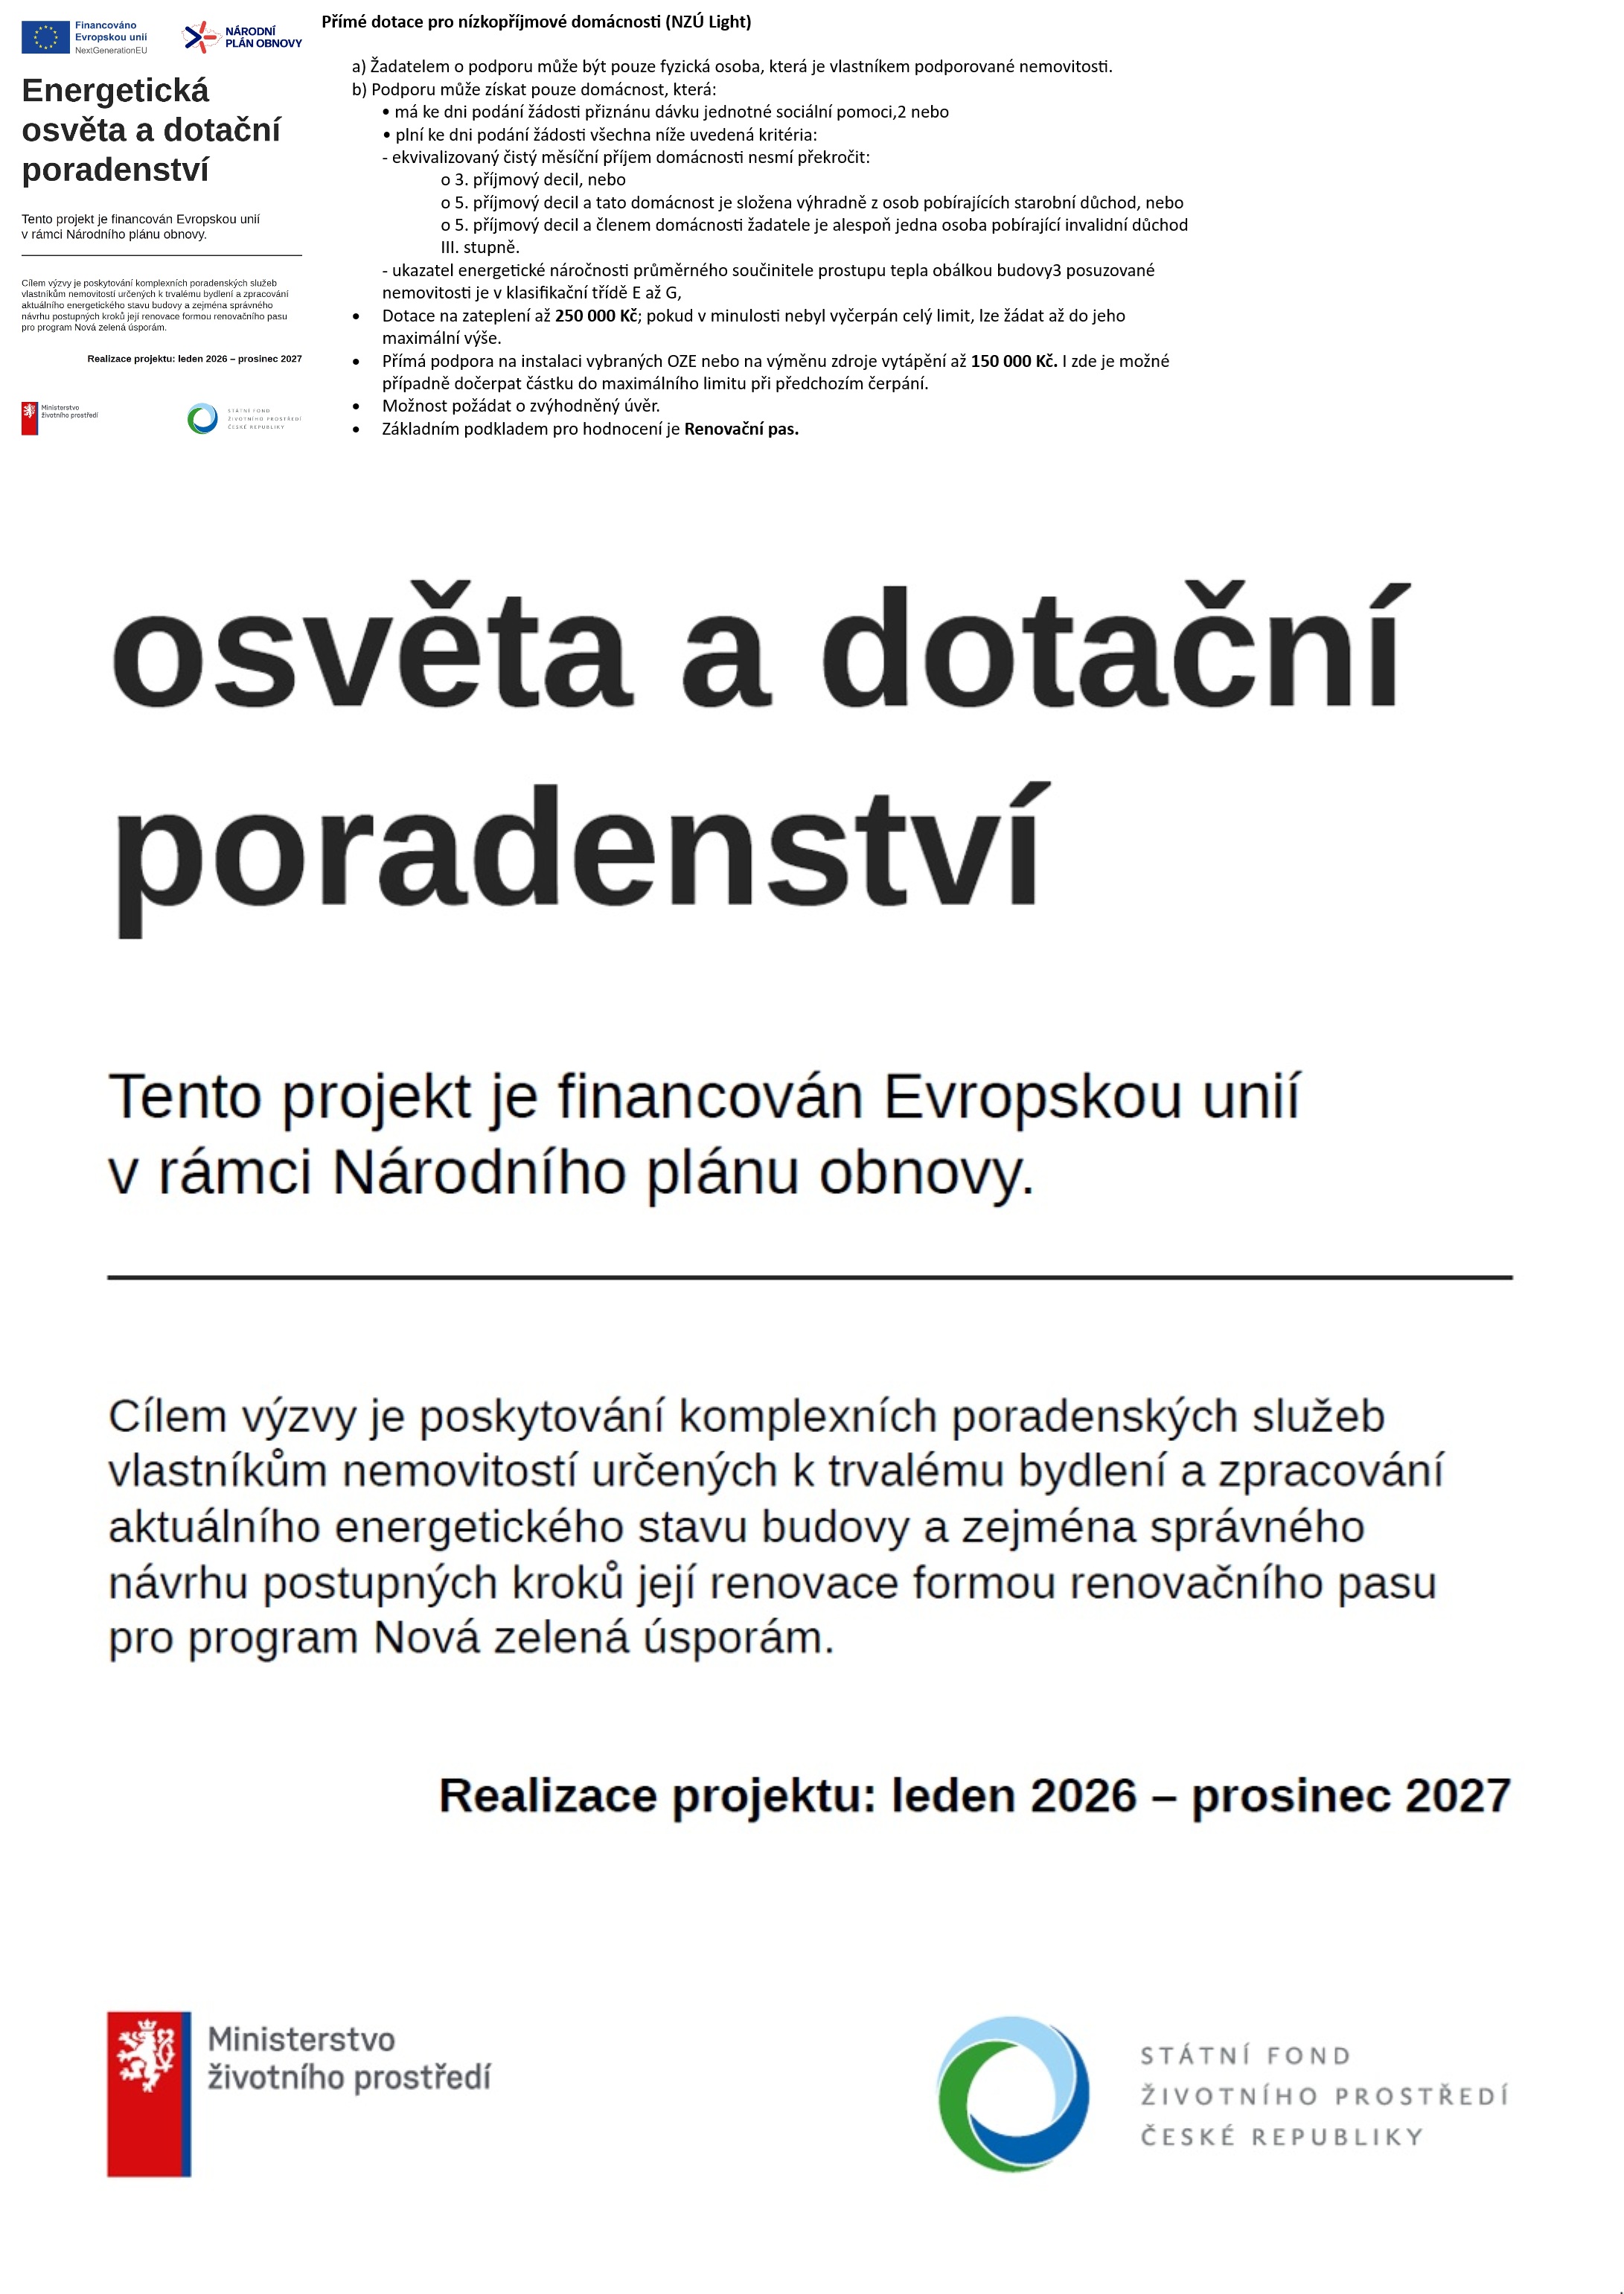 Financováno
Evropskou unií
NextGenerationEU
NÁRODNÍ
PLÁN OBNOVY
Energetická
osvěta a dotační
poradenství
Tento projekt je financován Evropskou unií
v rámci Národního plánu obnovy.
Cílem výzvy je poskytování komplexních poradenských služeb
vlastníkům nemovitostí určených k trvalému bydlení a zpracování
aktuálního energetického stavu budovy a zejména správného
návrhu postupných kroků její renovace formou renovačního pasu
pro program Nová zelená úsporám.
Realizace projektu: leden 2026 – prosinec 2027
Ministerstvo
životního prostředí
STÁTNÍ FOND
ŽIVOTNÍHO PROSTŘEDÍ
ČESKÉ REPUBLIKY
Přímé dotace pro nízkopříjmové domácnosti (NZÚ Light)
a) Žadatelem o podporu může být pouze fyzická osoba, která je vlastníkem podporované nemovitosti.
b) Podporu může získat pouze domácnost, která:
• má ke dni podání žádosti přiznánu dávku jednotné sociální pomoci,2 nebo
• plní ke dni podání žádosti všechna níže uvedená kritéria:
- ekvivalizovaný čistý měsíční příjem domácnosti nesmí překročit:
o 3. příjmový decil, nebo
o 5. příjmový decil a tato domácnost je složena výhradně z osob pobírajících starobní důchod, nebo
o 5. příjmový decil a členem domácnosti žadatele je alespoň jedna osoba pobírající invalidní důchod
III. stupně.
- ukazatel energetické náročnosti průměrného součinitele prostupu tepla obálkou budovy3 posuzované
nemovitosti je v klasifikační třídě E až G,
• Dotace na zateplení až 250 000 Kč; pokud v minulosti nebyl vyčerpán celý limit, lze žádat až do jeho
maximální výše.
• Přímá podpora na instalaci vybraných OZE nebo na výměnu zdroje vytápění až 150 000 Kč. I zde je možné
případně dočerpat částku do maximálního limitu při předchozím čerpání.
• Možnost požádat o zvýhodněný úvěr.
• Základním podkladem pro hodnocení je Renovační pas.
osvěta a dotační
poradenství
Tento projekt je financován Evropskou unií
v rámci Národního plánu obnovy.
Cílem výzvy je poskytování komplexních poradenských služeb
vlastníkům nemovitostí určených k trvalému bydlení a zpracování
aktuálního energetického stavu budovy a zejména správného
návrhu postupných kroků její renovace formou renovačního pasu
pro program Nová zelená úsporám.
Realizace projektu: leden 2026 – prosinec 2027
Ministerstvo
životního prostředí
STÁTNÍ FOND
ŽIVOTNÍHO PROSTŘEDÍ
ČESKÉ REPUBLIKY